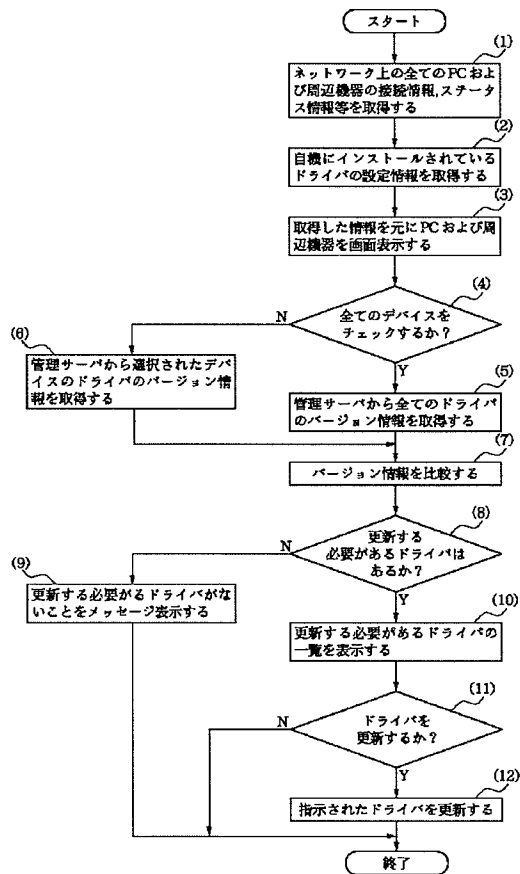 スタート
(1)
ネットワーク上の全てのPCおよ
び周辺機器の接続情報,ステータ
ス情報等を取得する
(2)
自機にインストールされている
ドライバの設定情報を取得する
(3)
取得した情報を元にPCおよび周
辺機器を画面表示する
(4)
全てのデバイスを
チェックするか?
N
Y
(6)
管理サーバから選択されたデバ
イスのドライバのバージョン情
報を取得する
(5)
管理サーバから全てのドライバ
のバージョン情報を取得する
(7)
バージョン情報を比較する
(8)
更新する
必要があるドライバは
あるか?
N
Y
(9)
更新する必要がるドライバがな
いことをメッセージ表示する
(10)
更新する必要があるドライバの
一覧を表示する
(11)
ドライバを
更新するか?
N
Y
(12)
指示されたドライバを更新する
終了